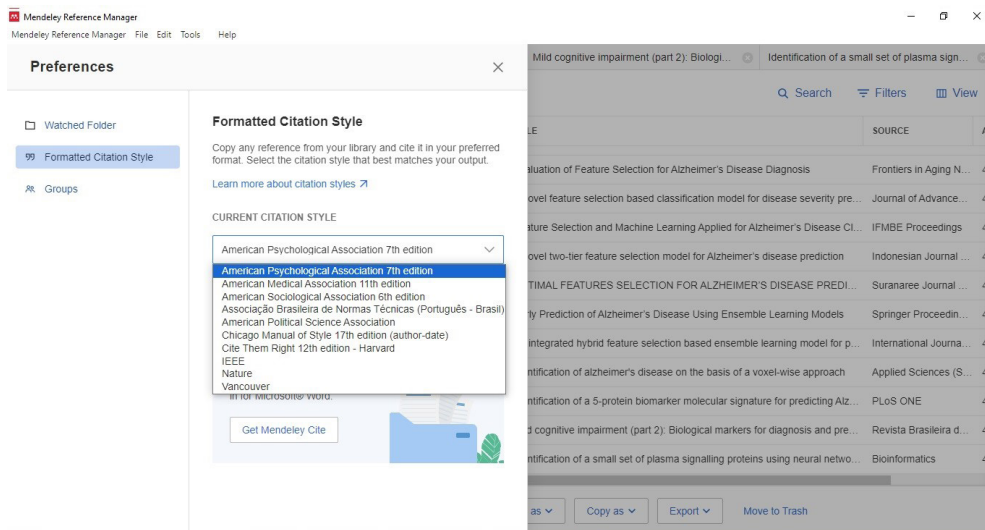 Mendeley Reference Manager
Mendeley Reference Manager File Edit Tools Help
Preferences
Watched Folder
Formatted Citation Style
Groups
Formatted Citation Style
Copy any reference from your library and cite it in your preferred
format. Select the citation style that best matches your output.
Learn more about citation styles
CURRENT CITATION STYLE
American Psychological Association 7th edition
American Psychological Association 7th edition
American Medical Association 11th edition
American Sociological Association 6th edition
Associação Brasileira de Normas Técnicas (Português - Brasil)
American Political Science Association
Chicago Manual of Style 17th edition (author-date)
Cite Them Right 12th edition - Harvard
IEEE
Nature
Vancouver
in for Microsoft® Word.
Get Mendeley Cite
Mild cognitive impairment (part 2): Biologi... Identification of a small set of plasma sign...
Search Filters View
SOURCE
aluation of Feature Selection for Alzheimer's Disease Diagnosis Frontiers in Aging N...
ovel feature selection based classification model for disease severity pre... Journal of Advance...
ature Selection and Machine Learning Applied for Alzheimer's Disease Cl... IFMBE Proceedings
ovel two-tier feature selection model for Alzheimer's disease prediction Indonesian Journal ...
TIMAL FEATURES SELECTION FOR ALZHEIMER'S DISEASE PREDI... Suranaree Journal ...
rly Prediction of Alzheimer's Disease Using Ensemble Learning Models Springer Proceedin...
integrated hybrid feature selection based ensemble learning model for p... International Journa...
ntification of alzheimer's disease on the basis of a voxel-wise approach Applied Sciences (S...
ntification of a 5-protein biomarker molecular signature for predicting Alz... PLoS ONE
d cognitive impairment (part 2): Biological markers for diagnosis and pre... Revista Brasileira d...
ntification of a small set of plasma signalling proteins using neural netwo... Bioinformatics
as Copy as Export Move to Trash